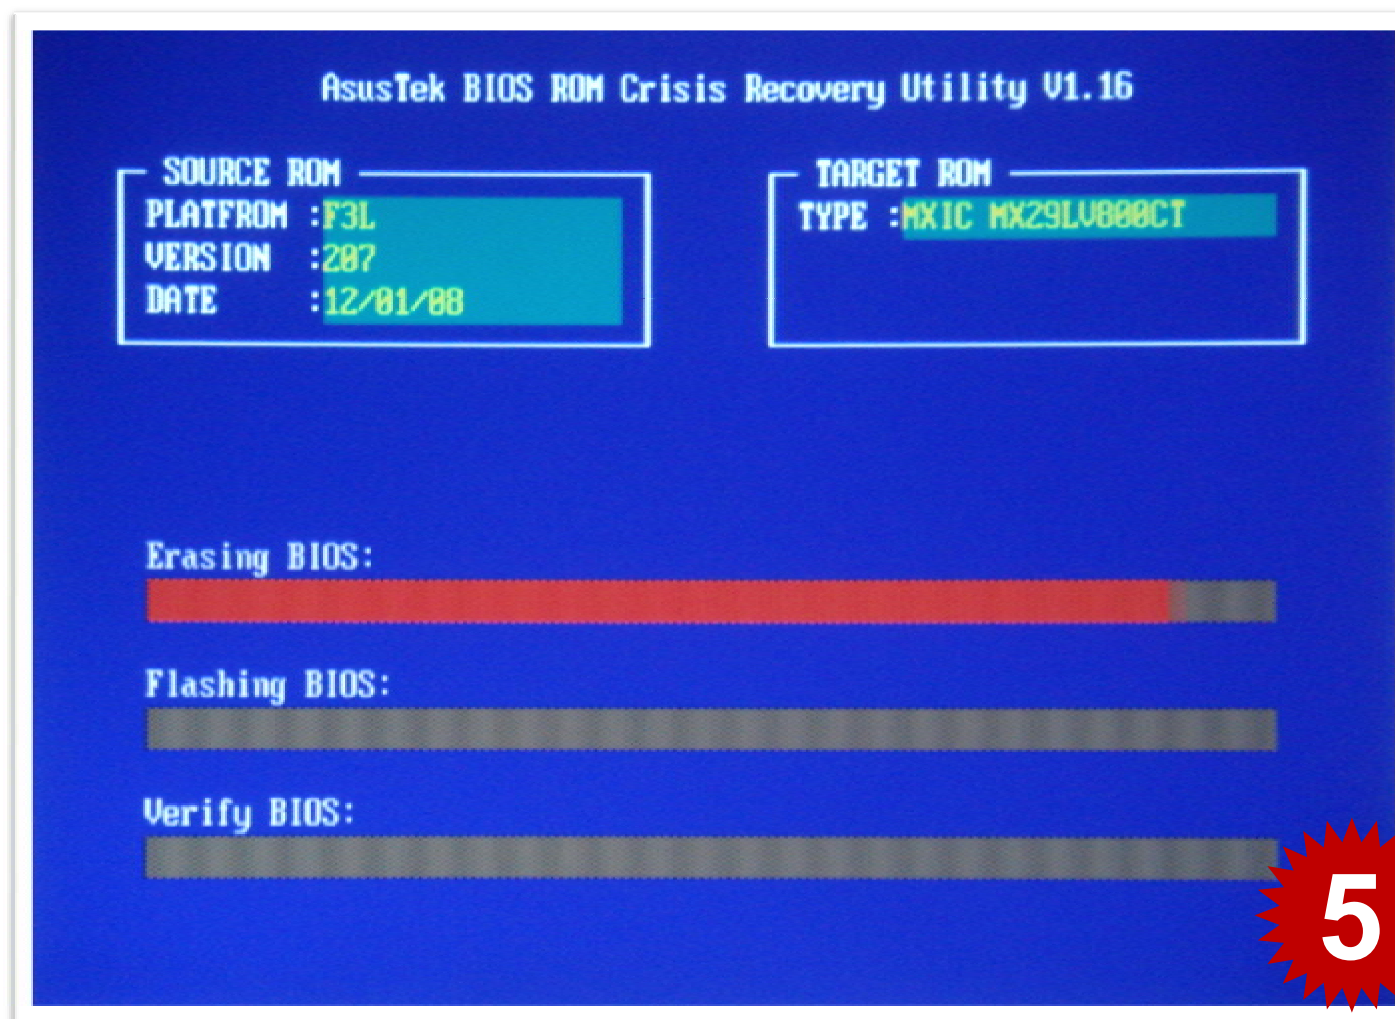 AsusTek BIOS ROM Crisis Recovery Utility V1.16
SOURCE ROM
PLATFROM :F3L
VERSION :207
DATE :12/01/08
TARGET ROM
TYPE :MXIC MX29LV800CT
Erasing BIOS:
Flashing BIOS:
Verify BIOS:
5